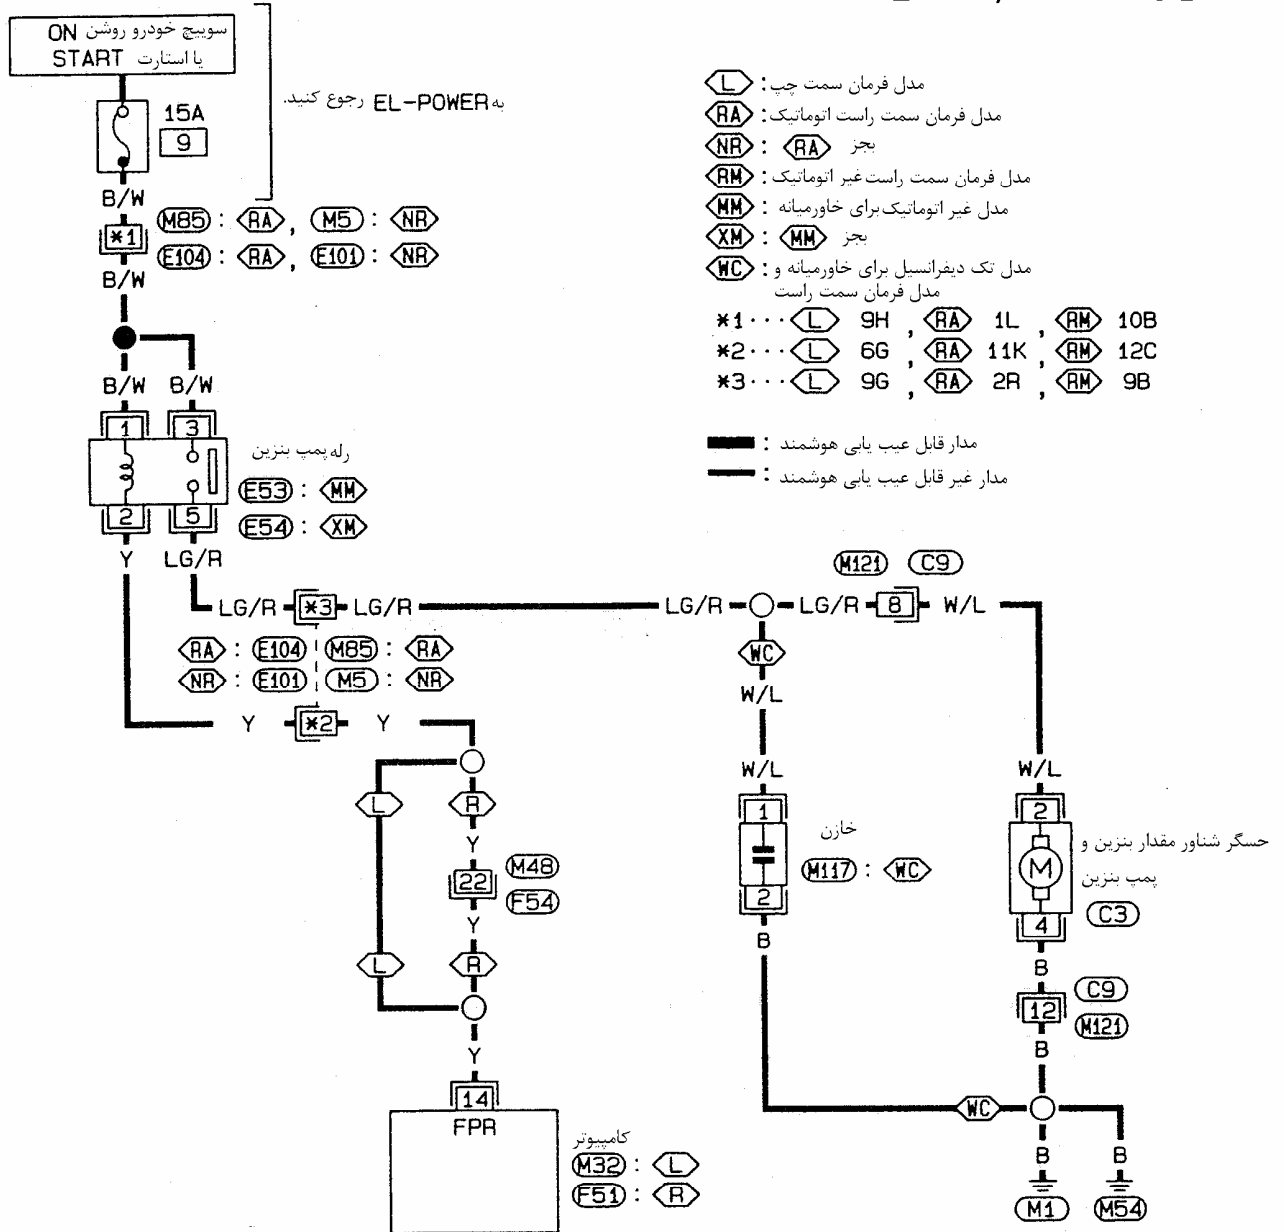 سوییچ خودرو روشن ON
یا استارت START
15A
9
به EL-POWER رجوع کنید.
B/W
*1
M85 : RA , M5 : NR
E104 : RA , E101 : NR
B/W
B/W B/W
1 3
رله پمپ بنزین
E53 : MM
E54 : XM
2 5
Y LG/R
L : مدل فرمان سمت چپ
RA : مدل فرمان سمت راست اتوماتیک
NR : RA بجز
RM : مدل فرمان سمت راست غیر اتوماتیک
MM : مدل غیر اتوماتیک برای خاورمیانه
XM : MM بجز
WC : مدل تک دیفرانسیل برای خاورمیانه و
مدل فرمان سمت راست
*1 ··· L 9H , RA 1L , RM 10B
*2 ··· L 6G , RA 11K , RM 12C
*3 ··· L 9G , RA 2R , RM 9B
مدار قابل عیب یابی هوشمند :
مدار غیر قابل عیب یابی هوشمند :
M121 C9
LG/R *3 LG/R LG/R LG/R 8 W/L
RA : E104 M85 : RA
NR : E101 M5 : NR
Y *2 Y
WC
W/L
W/L W/L
L R
Y
22
M48
F54
Y
L R
Y
14
FPR
کامپیوتر
M32 : L
F51 : R
1
خازن
M117 : WC
2
B
2
M
حسگر شناور مقدار بنزین و
پمپ بنزین
C3
4
B
12
C9
M121
B
WC
B B
M1 M54